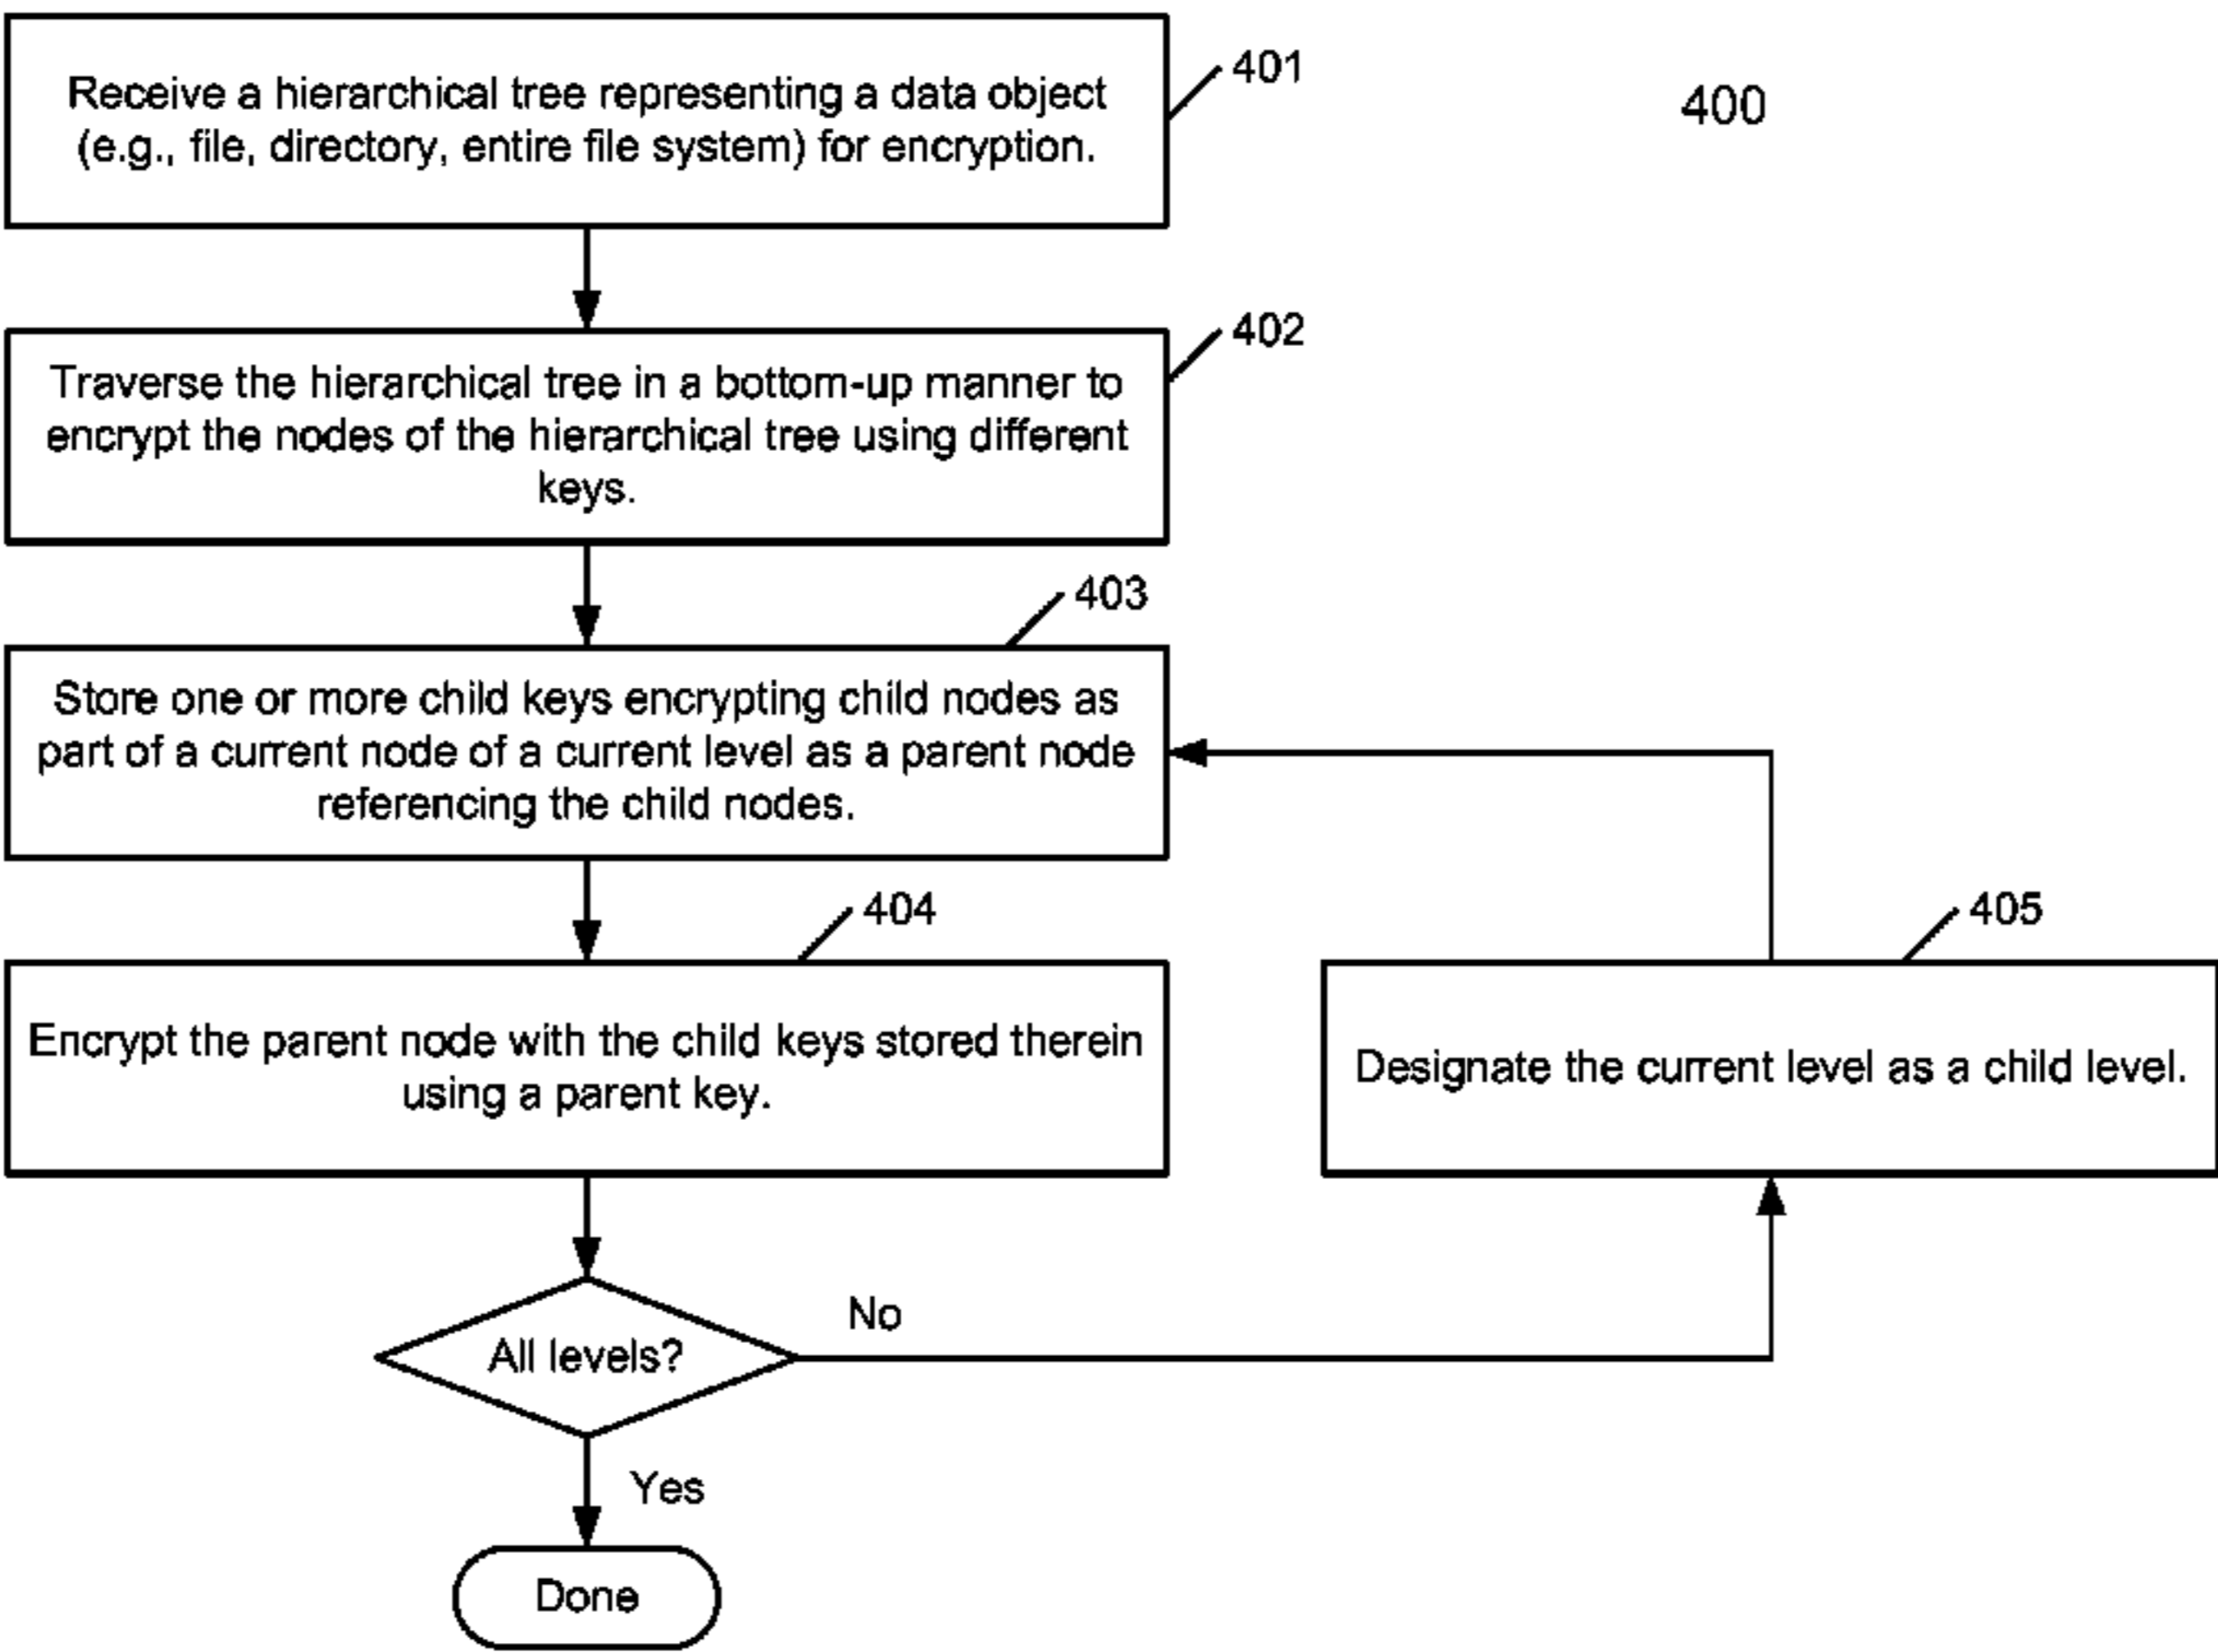 Receive a hierarchical tree representing a data object
(e.g., file, directory, entire file system) for encryption.
401
400
Traverse the hierarchical tree in a bottom-up manner to
encrypt the nodes of the hierarchical tree using different
keys.
402
Store one or more child keys encrypting child nodes as
part of a current node of a current level as a parent node
referencing the child nodes.
403
Encrypt the parent node with the child keys stored therein
using a parent key.
404
Designate the current level as a child level.
405
All levels?
No
Yes
Done